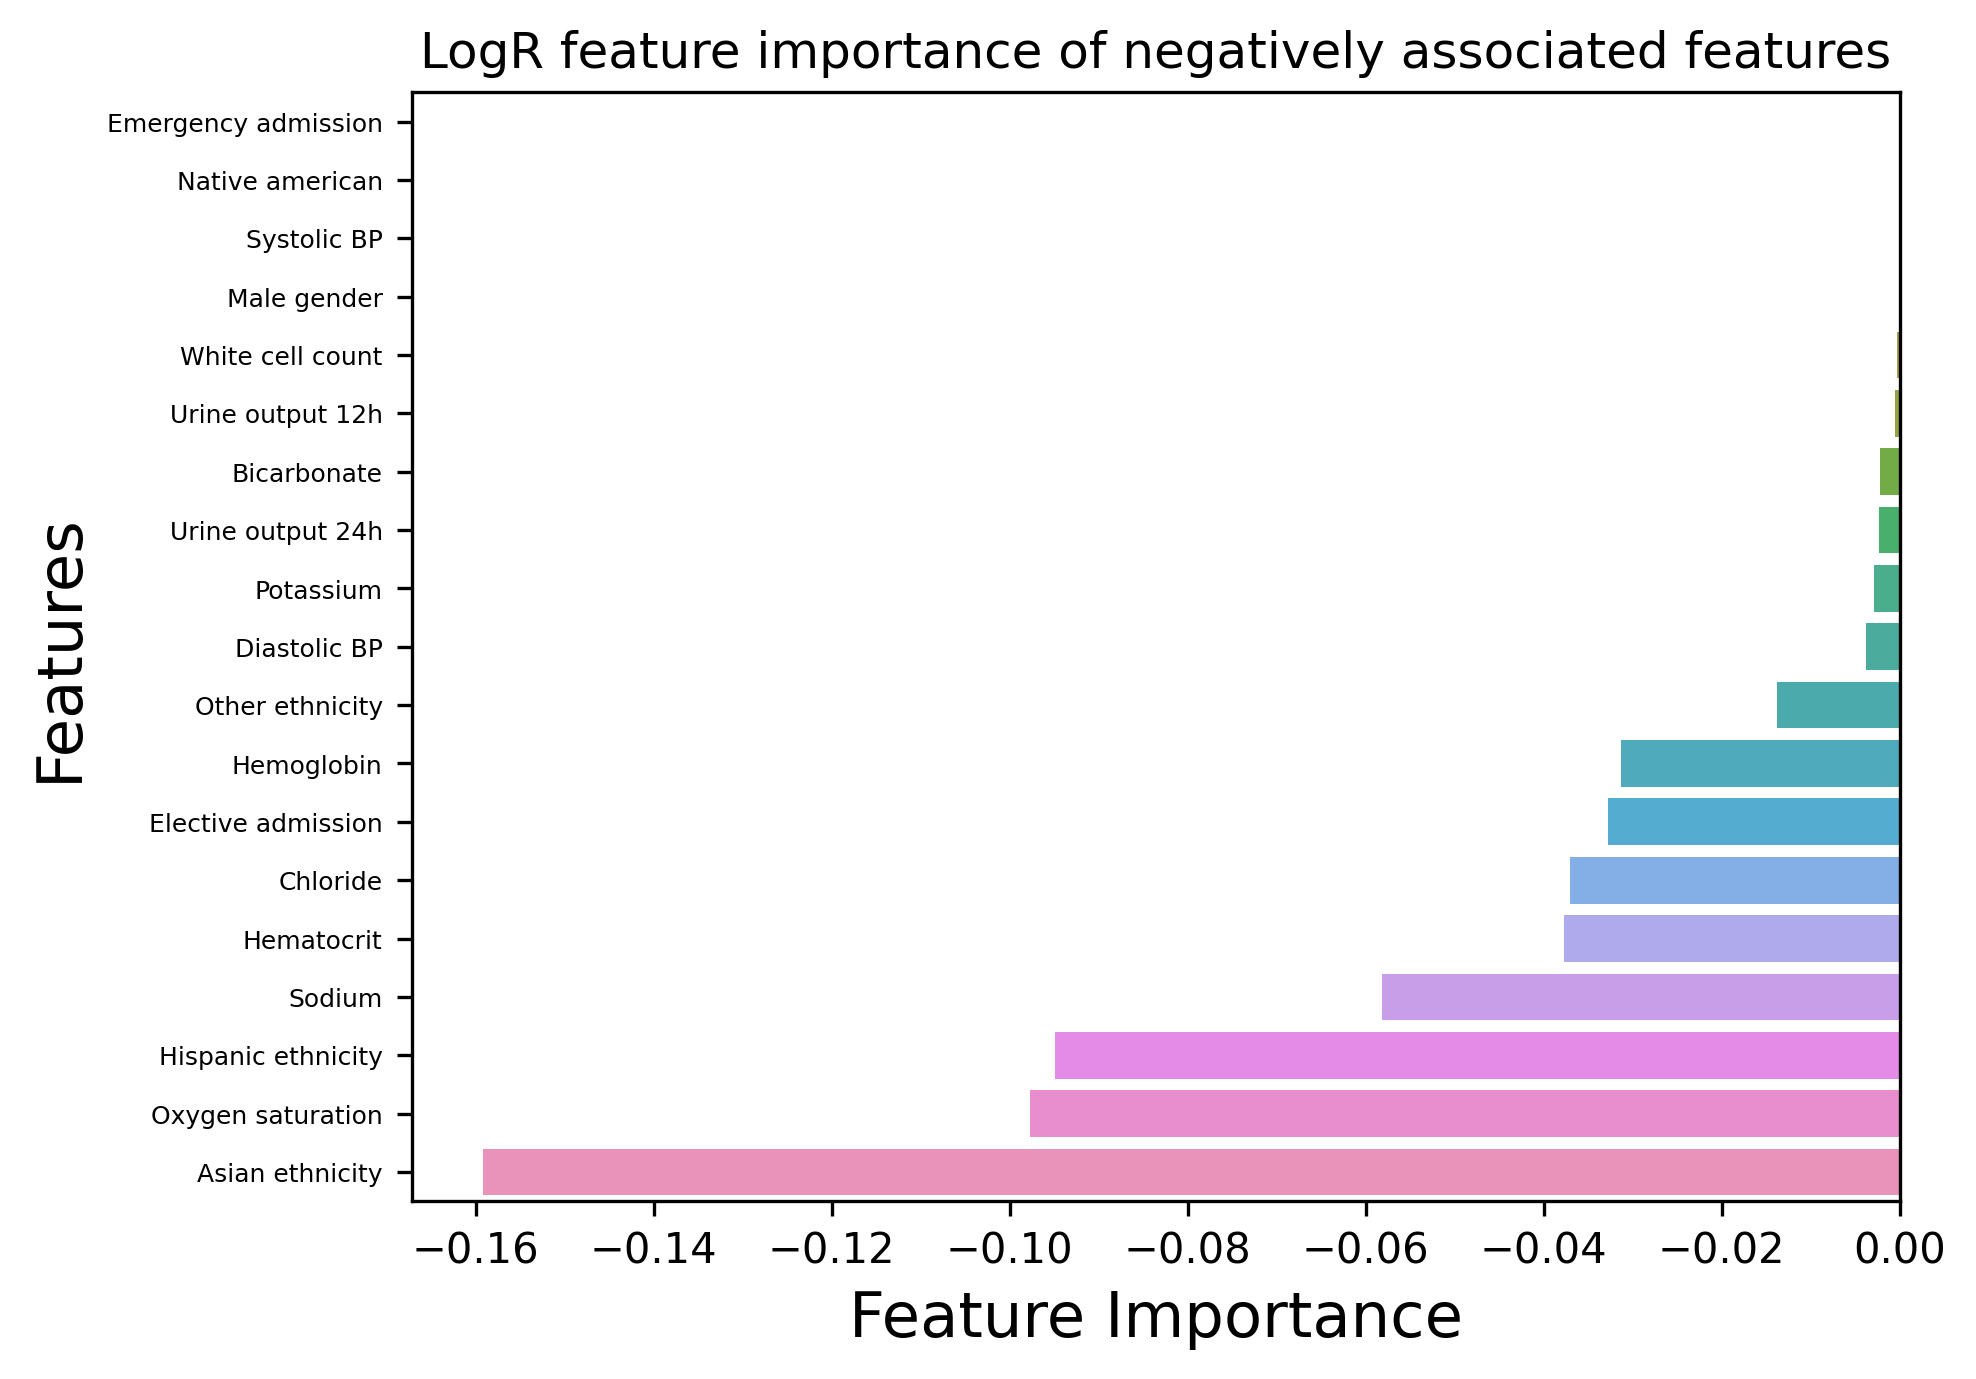 LogR feature importance of negatively associated features
Emergency admission
Native american
Systolic BP
Male gender
White cell count
Urine output 12h
Bicarbonate
Urine output 24h
Potassium
Diastolic BP
Other ethnicity
Hemoglobin
Elective admission
Chloride
Hematocrit
Sodium
Hispanic ethnicity
Oxygen saturation
Asian ethnicity
Features
−0.16 −0.14 −0.12 −0.10 −0.08 −0.06 −0.04 −0.02 0.00
Feature Importance